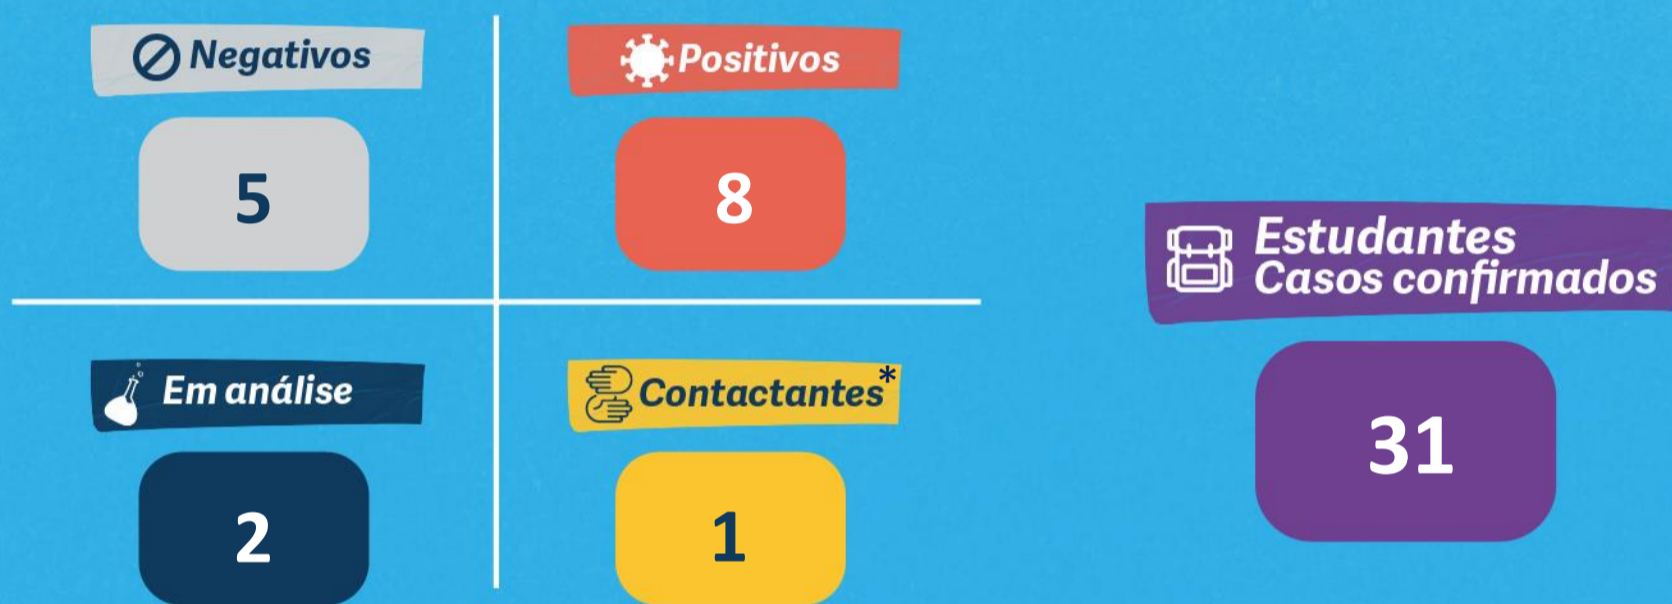 Negativos
5
Positivos
8
Em análise
2
Contactantes*
1
Estudantes
Casos confirmados
31